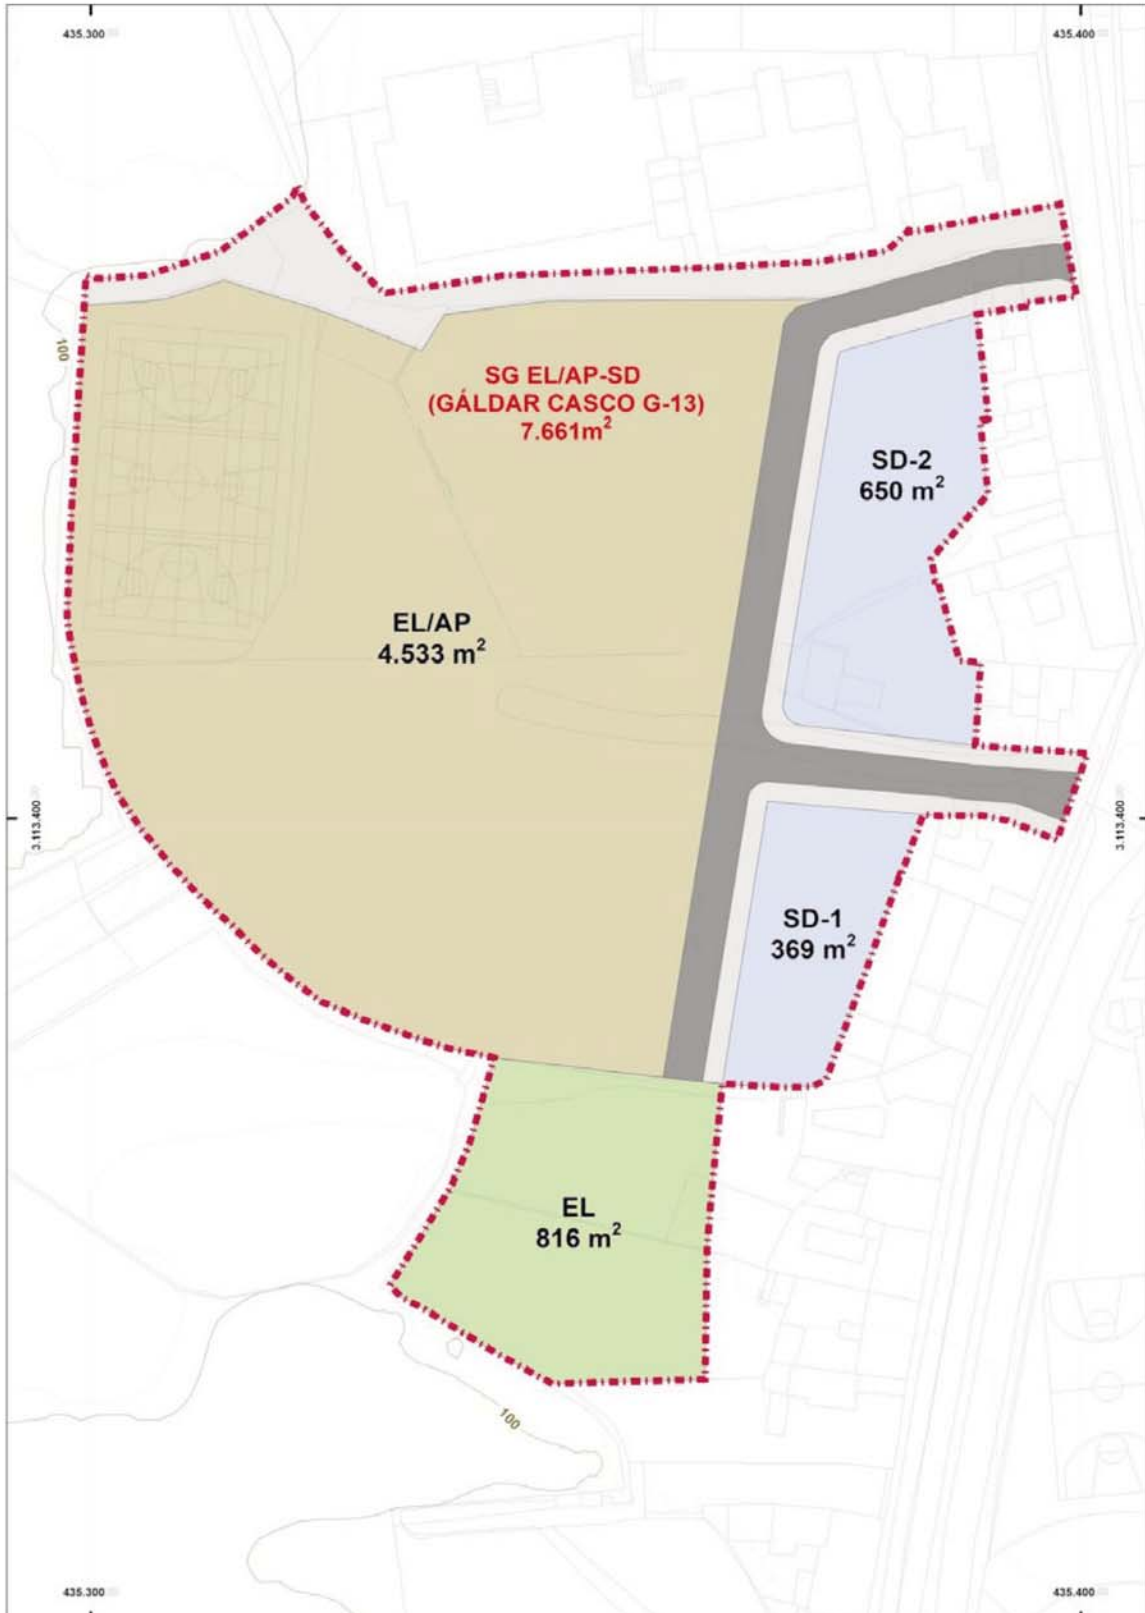 435.300
435.400
100
SG EL/AP-SD
(GÁLDAR CASCO G-13)
7.661m²
SD-2
650 m²
EL/AP
4.533 m²
3.113.400
3.113.400
SD-1
369 m²
EL
816 m²
100
435.300
435.400